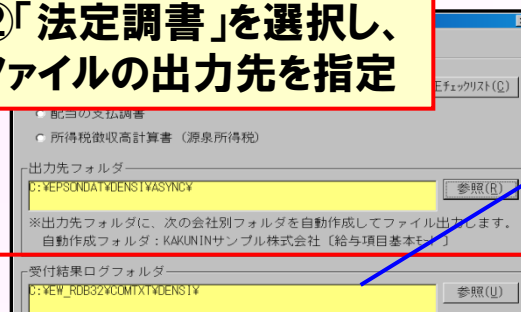 ②「法定調書」を選択し、
ファイルの出力先を指定
正チェックリスト(C)
配当の支払調書
所得税徴収高計算書（源泉所得税）
出力先フォルダ
C:¥EPSONDAT¥DENSI¥ASYNC¥
参照(R)
※出力先フォルダに、次の会社別フォルダを自動作成してファイル出力します。
自動作成フォルダ：KAKUNINサンプル株式会社〔給与項目基本モード〕
受付結果ログフォルダ
C:¥EW_RDB32¥COMTXT¥DENSI¥
参照(U)